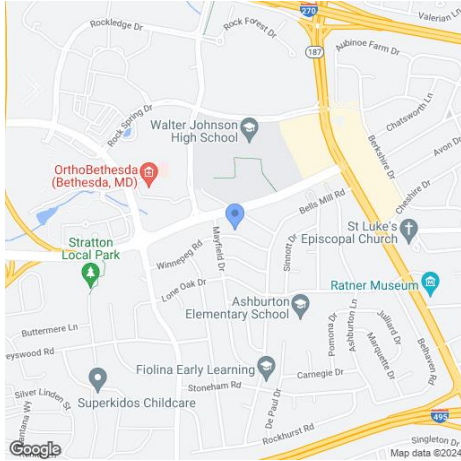 270
Valerian Ln
Rockledge Dr
Rock Forest Dr
187
Aubinoe Farm Dr
Chatsworth Ln
Avon Dr
Rock Spring Dr
Walter Johnson
High School
Berkshire Dr
Cheshire Dr
OrthoBethesda
(Bethesda, MD)
Bells Mill Rd
St Luke's
Episcopal Church
Stratton
Local Park
Winnepeg Rd
Mayfield Dr
Sinnott Dr
Ratner Museum
Lone Oak Dr
Ashburton
Elementary School
Pomona Dr
Ashburton Ln
Julliard Dr
Marquette Dr
Belhaven Rd
Buttermere Ln
reyswood Rd
Fiolina Early Learning
Carnegie Dr
Silver Linden St
Superkidos Childcare
Stoneham Rd
De Paul Dr
495
Rockhurst Rd
Singleton Dr
Google
Map data ©2024